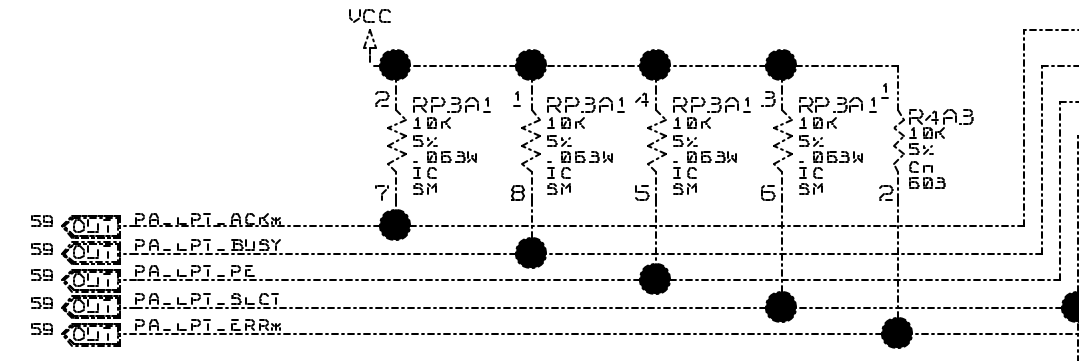 VCC
2 RP3A1
10K
5%
.063W
IC
SM
7
1 RP3A1
10K
5%
.063W
IC
SM
8
4 RP3A1
10K
5%
.063W
IC
SM
5
3 RP3A1
10K
5%
.063W
IC
SM
6
1
R4A3
10K
5%
CH
603
2
59 OUT PA_LPT_ACK*
59 OUT PA_LPT_BUSY
59 OUT PA_LPT_PE
59 OUT PA_LPT_SLCT
59 OUT PA_LPT_ERR*